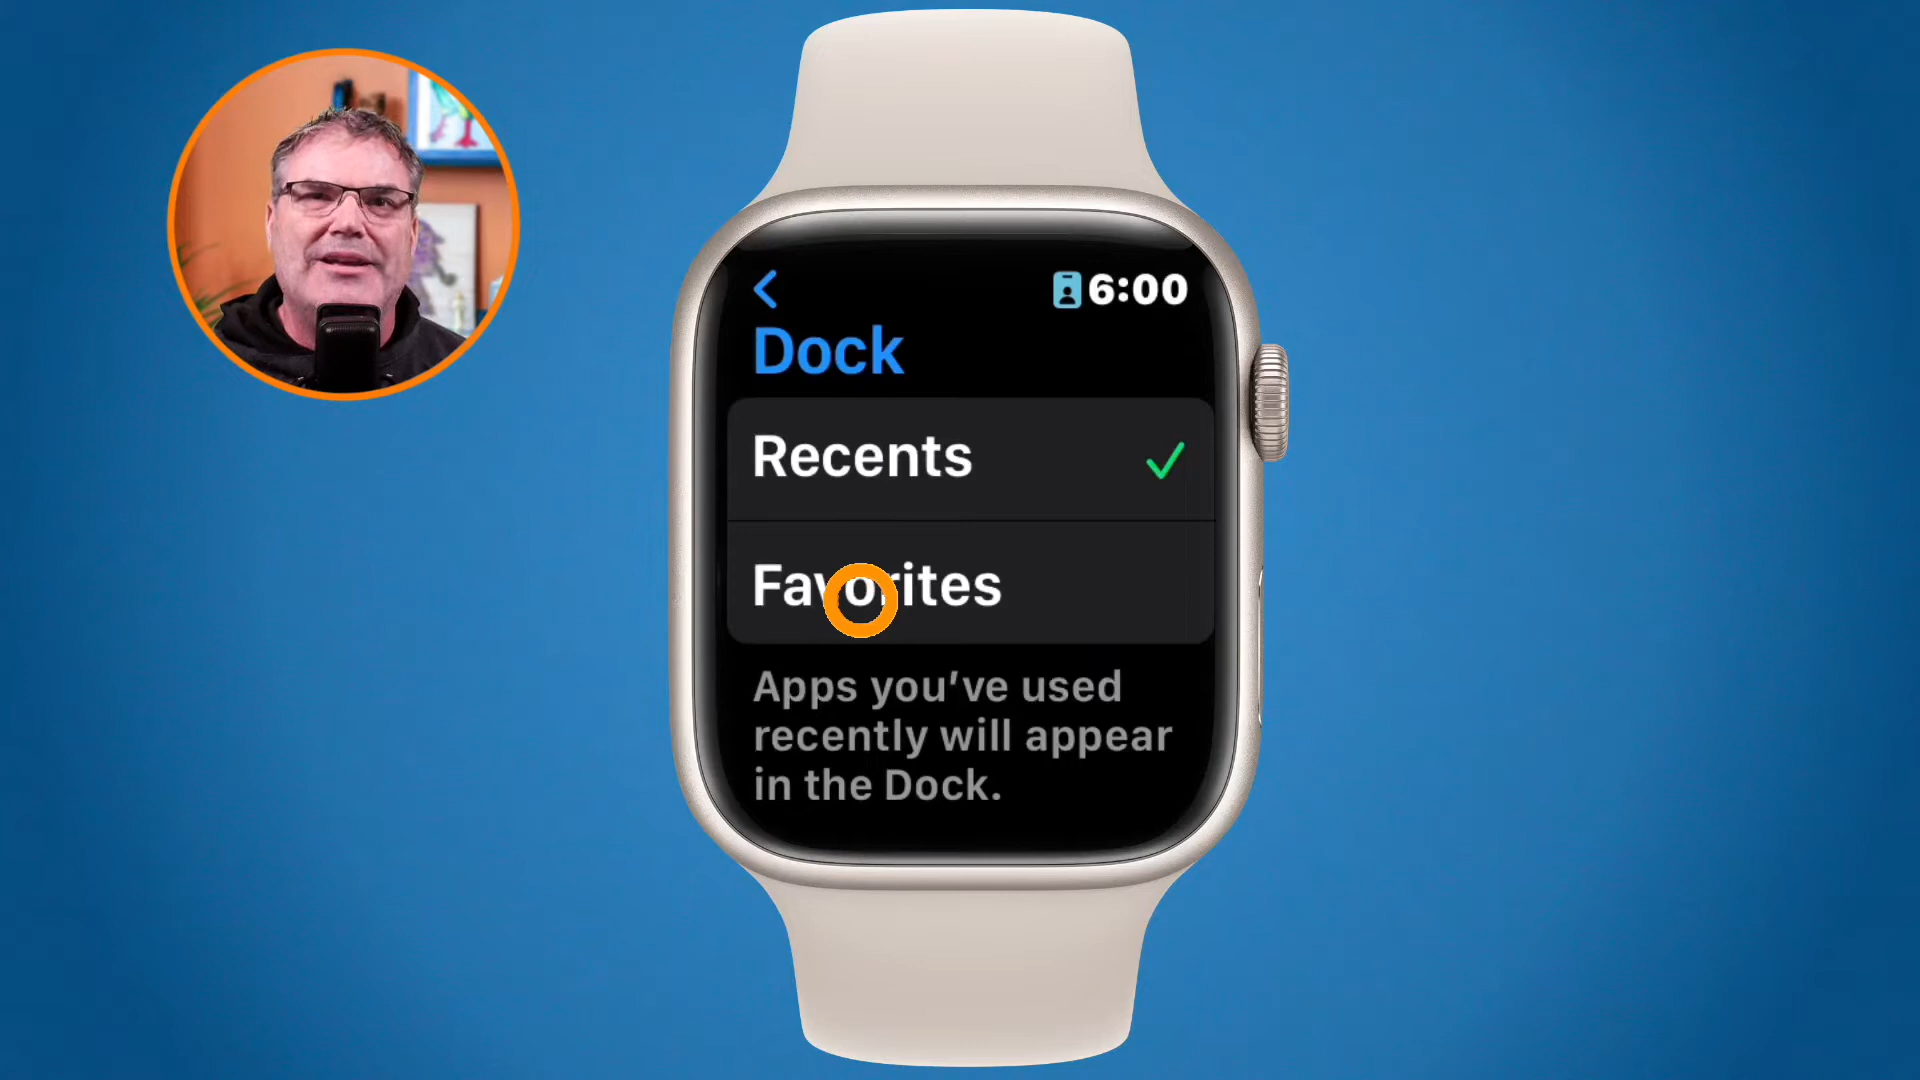 6:00
Dock
Recents
Favorites
Apps you've used
recently will appear
in the Dock.